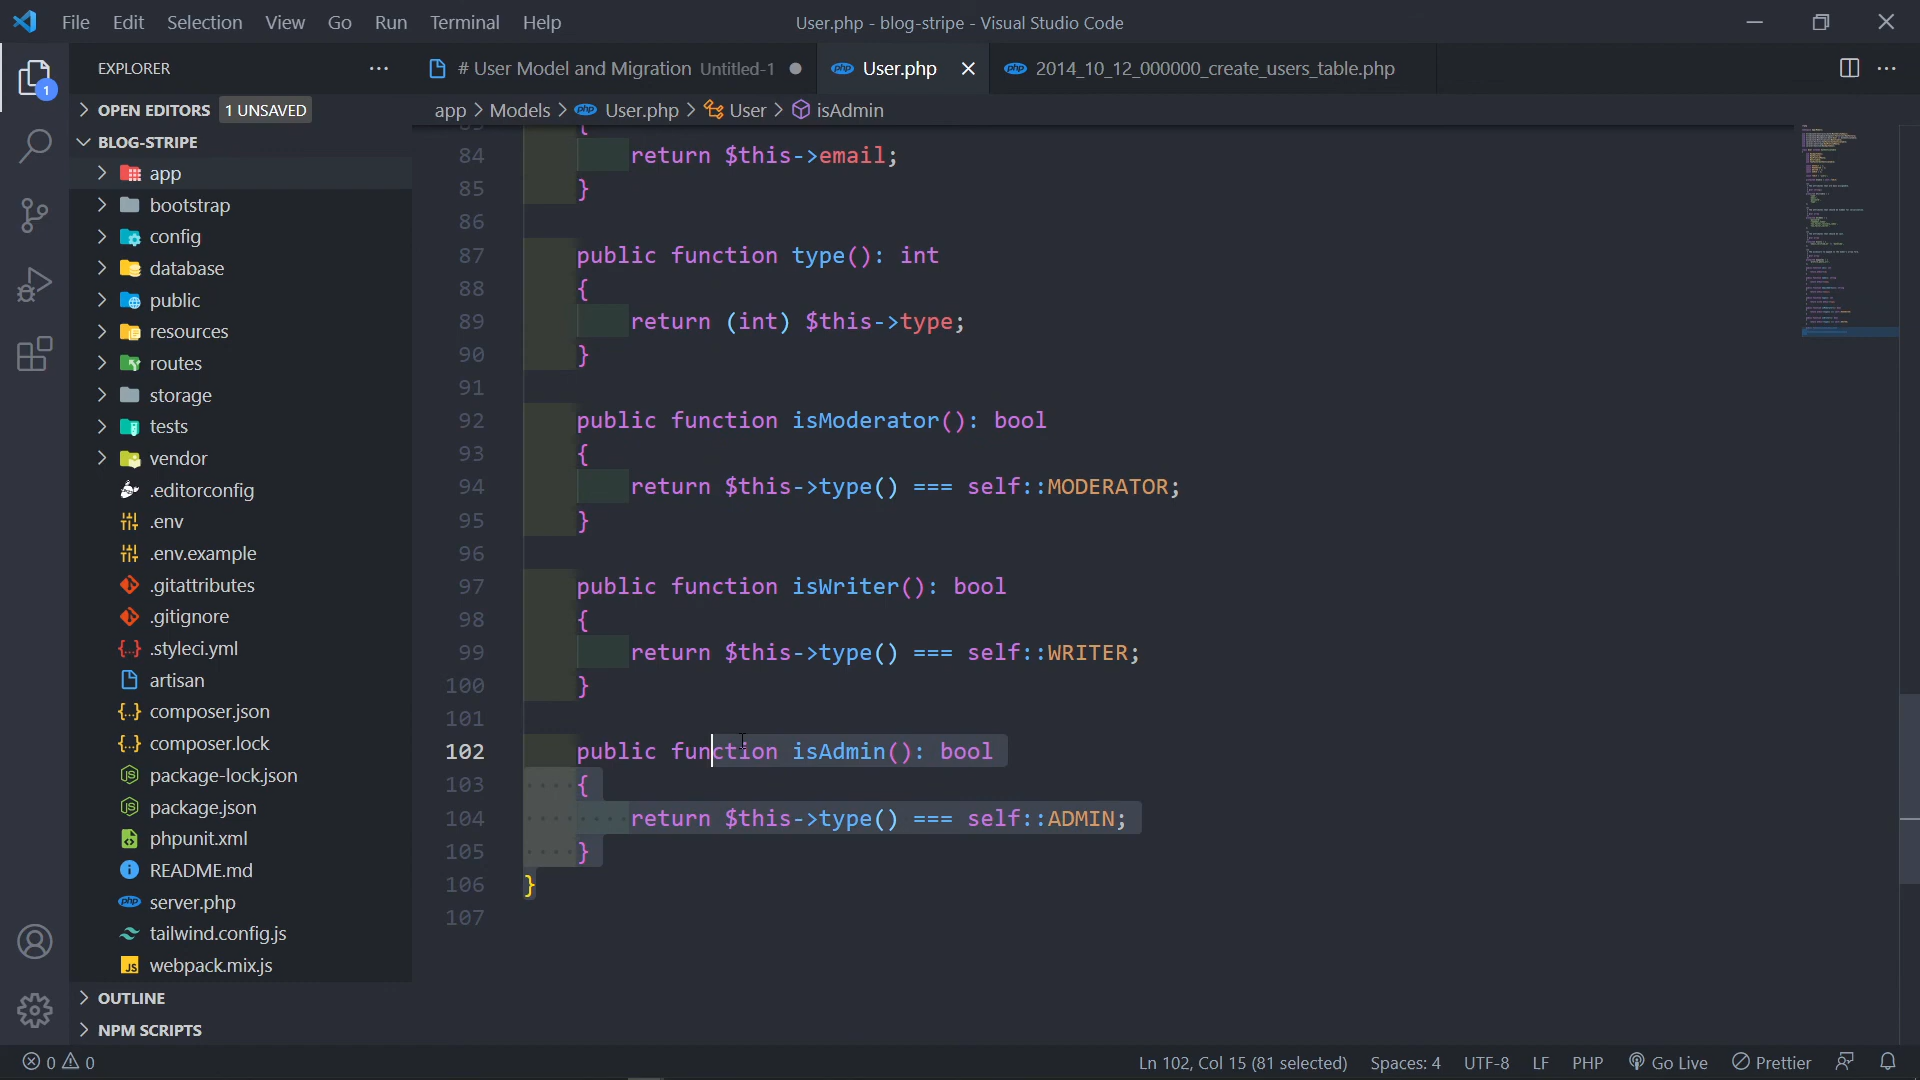 File Edit Selection View Go Run Terminal Help
User.php - blog-stripe - Visual Studio Code
EXPLORER
# User Model and Migration Untitled-1
php User.php
php 2014_10_12_000000_create_users_table.php
1
OPEN EDITORS 1 UNSAVED
app > Models > php User.php > User > isAdmin
BLOG-STRIPE
app
bootstrap
config
database
public
resources
routes
storage
tests
vendor
.editorconfig
.env
.env.example
.gitattributes
.gitignore
.styleci.yml
artisan
composer.json
composer.lock
package-lock.json
package.json
phpunit.xml
README.md
php server.php
tailwind.config.js
JS webpack.mix.js
OUTLINE
NPM SCRIPTS
{
84 return $this->email;
85 }
86
87 public function type(): int
88 {
89 return (int) $this->type;
90 }
91
92 public function isModerator(): bool
93 {
94 return $this->type() === self::MODERATOR;
95 }
96
97 public function isWriter(): bool
98 {
99 return $this->type() === self::WRITER;
100 }
101
102 public function isAdmin(): bool
103 {
104 return $this->type() === self::ADMIN;
105 }
106 }
107
0 0
Ln 102, Col 15 (81 selected) Spaces: 4 UTF-8 LF PHP Go Live Prettier